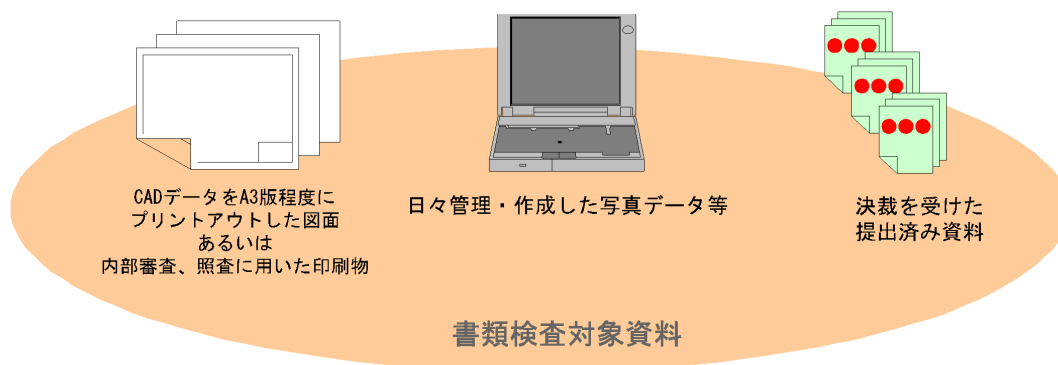 CADデータをA3版程度に
プリントアウトした図面
あるいは
内部審査、照査に用いた印刷物
日々管理・作成した写真データ等
決裁を受けた
提出済み資料
書類検査対象資料